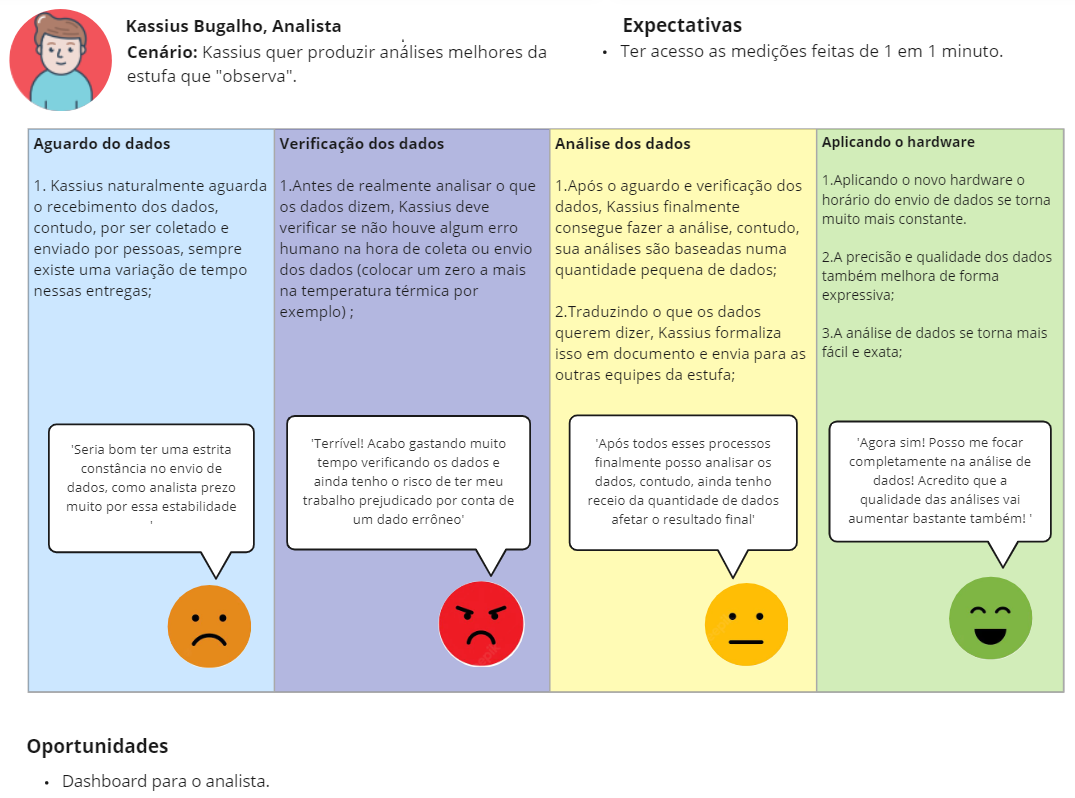 Kassius Bugalho, Analista
Cenário: Kassius quer produzir análises melhores da
estufa que "observa".
Expectativas
• Ter acesso as medições feitas de 1 em 1 minuto.
Aguardo do dados
1. Kassius naturalmente aguarda
o recebimento dos dados,
contudo, por ser coletado e
enviado por pessoas, sempre
existe uma variação de tempo
nessas entregas;
'Seria bom ter uma estrita
constância no envio de
dados, como analista prezo
muito por essa estabilidade
'
Verificação dos dados
1.Antes de realmente analisar o que
os dados dizem, Kassius deve
verificar se não houve algum erro
humano na hora de coleta ou envio
dos dados (colocar um zero a mais
na temperatura térmica por
exemplo) ;
'Terrível! Acabo gastando muito
tempo verificando os dados e
ainda tenho o risco de ter meu
trabalho prejudicado por conta de
um dado errôneo'
Análise dos dados
1.Após o aguardo e verificação dos
dados, Kassius finalmente
consegue fazer a análise, contudo,
sua análises são baseadas numa
quantidade pequena de dados;
2.Traduzindo o que os dados
querem dizer, Kassius formaliza
isso em documento e envia para as
outras equipes da estufa;
'Após todos esses processos
finalmente posso analisar os
dados, contudo, ainda tenho
receio da quantidade de dados
afetar o resultado final'
Aplicando o hardware
1.Aplicando o novo hardware o
horário do envio de dados se torna
muito mais constante.
2.A precisão e qualidade dos dados
também melhora de forma
expressiva;
3.A análise de dados se torna mais
fácil e exata;
'Agora sim! Posso me focar
completamente na análise de
dados! Acredito que a
qualidade das análises vai
aumentar bastante também! '
Oportunidades
• Dashboard para o analista.